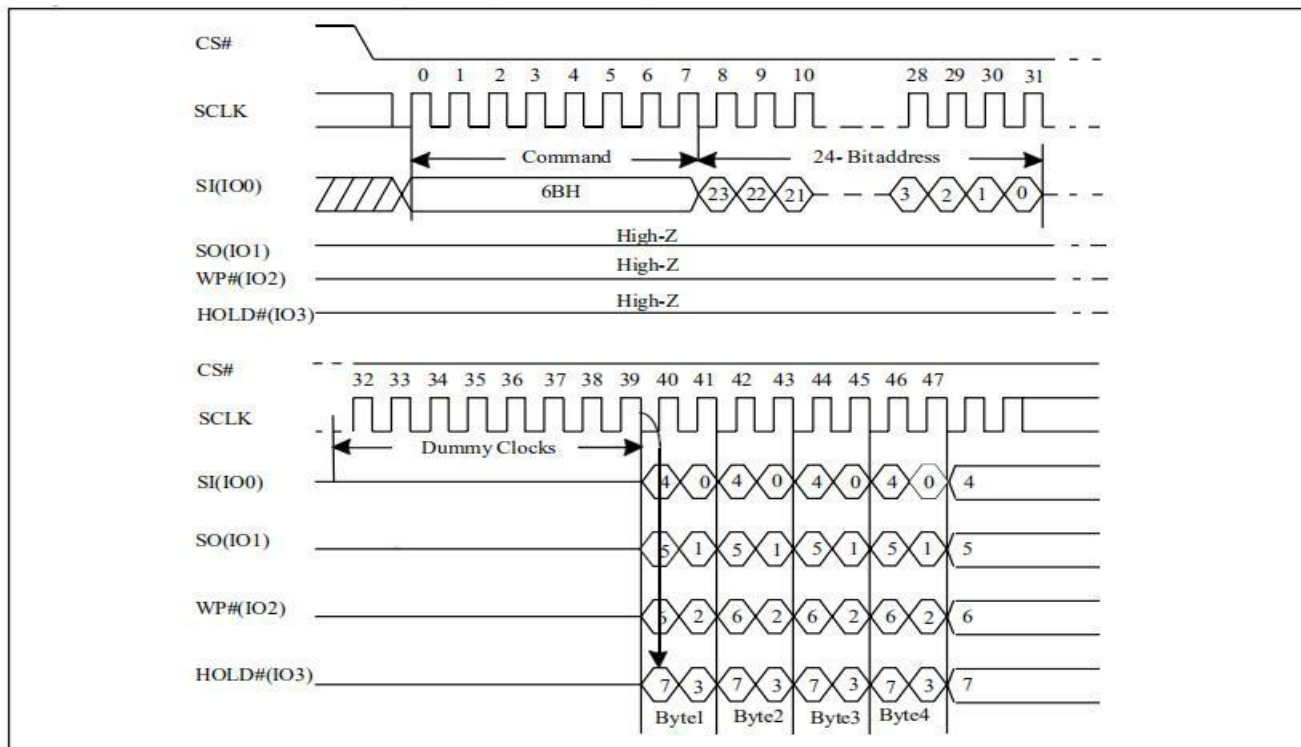 CS#
0 1 2 3 4 5 6 7 8 9 10 28 29 30 31
SCLK
Command 24- Bitaddress
SI(IO0) 6BH 23 22 21 3 2 1 0
High-Z
SO(IO1)
High-Z
WP#(IO2)
High-Z
HOLD#(IO3)
CS#
32 33 34 35 36 37 38 39 40 41 42 43 44 45 46 47
SCLK
Dummy Clocks
SI(IO0) 4 0 4 0 4 0 4 0 4
SO(IO1) 5 1 5 1 5 1 5 1 5
WP#(IO2) 6 2 6 2 6 2 6 2 6
HOLD#(IO3) 7 3 7 3 7 3 7 3 7
Byte1 Byte2 Byte3 Byte4